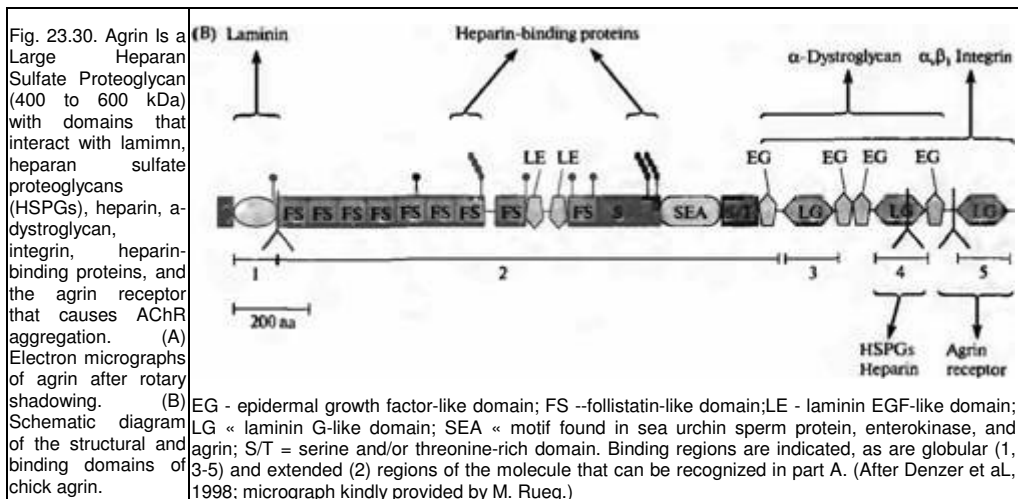 Fig. 23.30. Agrin Is a
Large Heparan
Sulfate Proteoglycan
(400 to 600 kDa)
with domains that
interact with lamimn,
heparan sulfate
proteoglycans
(HSPGs), heparin, a-
dystroglycan,
integrin, heparin-
binding proteins, and
the agrin receptor
that causes AChR
aggregation. (A)
Electron micrographs
of agrin after rotary
shadowing. (B)
Schematic diagram
of the structural and
binding domains of
chick agrin.
(B) Laminin
Heparin-binding proteins
α-Dystroglycan
Integrin
LE LE EG EG EG EG
FS FS FS FS FS FS FS FS FS S SEA S/T LG LG LG
1 2 3 4 5
200 aa
HSPGs
Heparin
Agrin
receptor
EG - epidermal growth factor-like domain; FS --follistatin-like domain;LE - laminin EGF-like domain;
LG « laminin G-like domain; SEA « motif found in sea urchin sperm protein, enterokinase, and
agrin; S/T = serine and/or threonine-rich domain. Binding regions are indicated, as are globular (1,
3-5) and extended (2) regions of the molecule that can be recognized in part A. (After Denzer et aL,
1998; micrograph kindly provided by M. Rueg.)